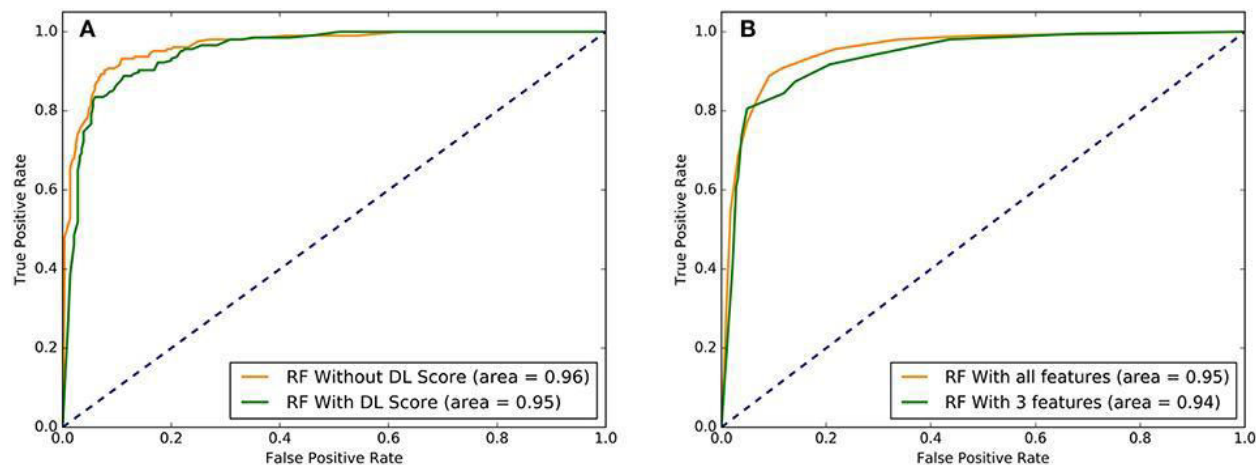 A
1.0
0.8
0.6
0.4
0.2
0.0
True Positive Rate
RF Without DL Score (area = 0.96)
RF With DL Score (area = 0.95)
0.0 0.2 0.4 0.6 0.8 1.0
False Positive Rate
B
1.0
0.8
0.6
0.4
0.2
0.0
True Positive Rate
RF With all features (area = 0.95)
RF With 3 features (area = 0.94)
0.0 0.2 0.4 0.6 0.8 1.0
False Positive Rate